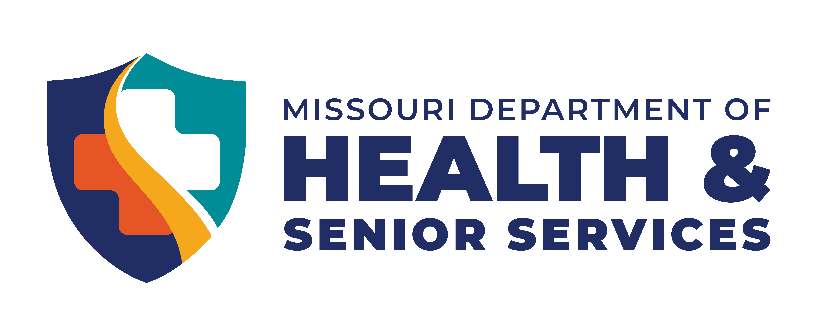 MISSOURI DEPARTMENT OF
HEALTH &
SENIOR SERVICES